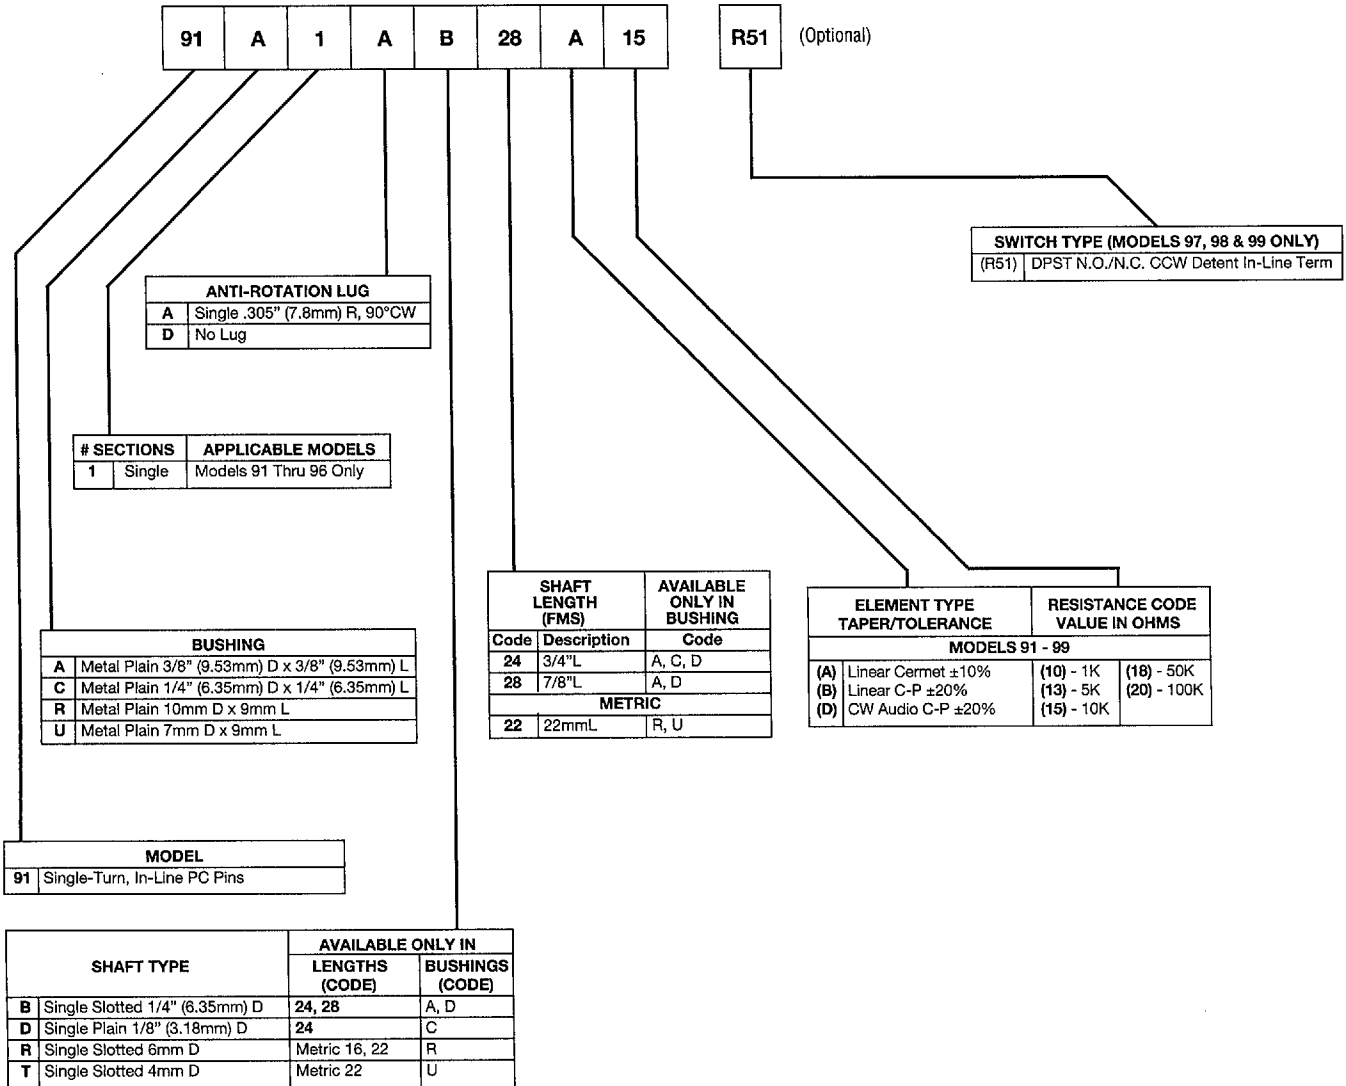 91 A 1 A B 28 A 15 R51 (Optional)
SWITCH TYPE (MODELS 97, 98 & 99 ONLY)
(R51) DPST N.O./N.C. CCW Detent In-Line Term
ANTI-ROTATION LUG
A Single .305" (7.8mm) R, 90°CW
D No Lug
# SECTIONS APPLICABLE MODELS
1 Single Models 91 Thru 96 Only
SHAFT LENGTH (FMS) AVAILABLE ONLY IN BUSHING
Code Description Code
24 3/4"L A, C, D
28 7/8"L A, D
METRIC
22 22mmL R, U
ELEMENT TYPE TAPER/TOLERANCE RESISTANCE CODE VALUE IN OHMS
MODELS 91 - 99
(A) Linear Cermet ±10% (10) - 1K (18) - 50K
(B) Linear C-P ±20% (13) - 5K (20) - 100K
(D) CW Audio C-P ±20% (15) - 10K
BUSHING
A Metal Plain 3/8" (9.53mm) D x 3/8" (9.53mm) L
C Metal Plain 1/4" (6.35mm) D x 1/4" (6.35mm) L
R Metal Plain 10mm D x 9mm L
U Metal Plain 7mm D x 9mm L
MODEL
91 Single-Turn, In-Line PC Pins
SHAFT TYPE AVAILABLE ONLY IN
LENGTHS (CODE) BUSHINGS (CODE)
B Single Slotted 1/4" (6.35mm) D 24, 28 A, D
D Single Plain 1/8" (3.18mm) D 24 C
R Single Slotted 6mm D Metric 16, 22 R
T Single Slotted 4mm D Metric 22 U